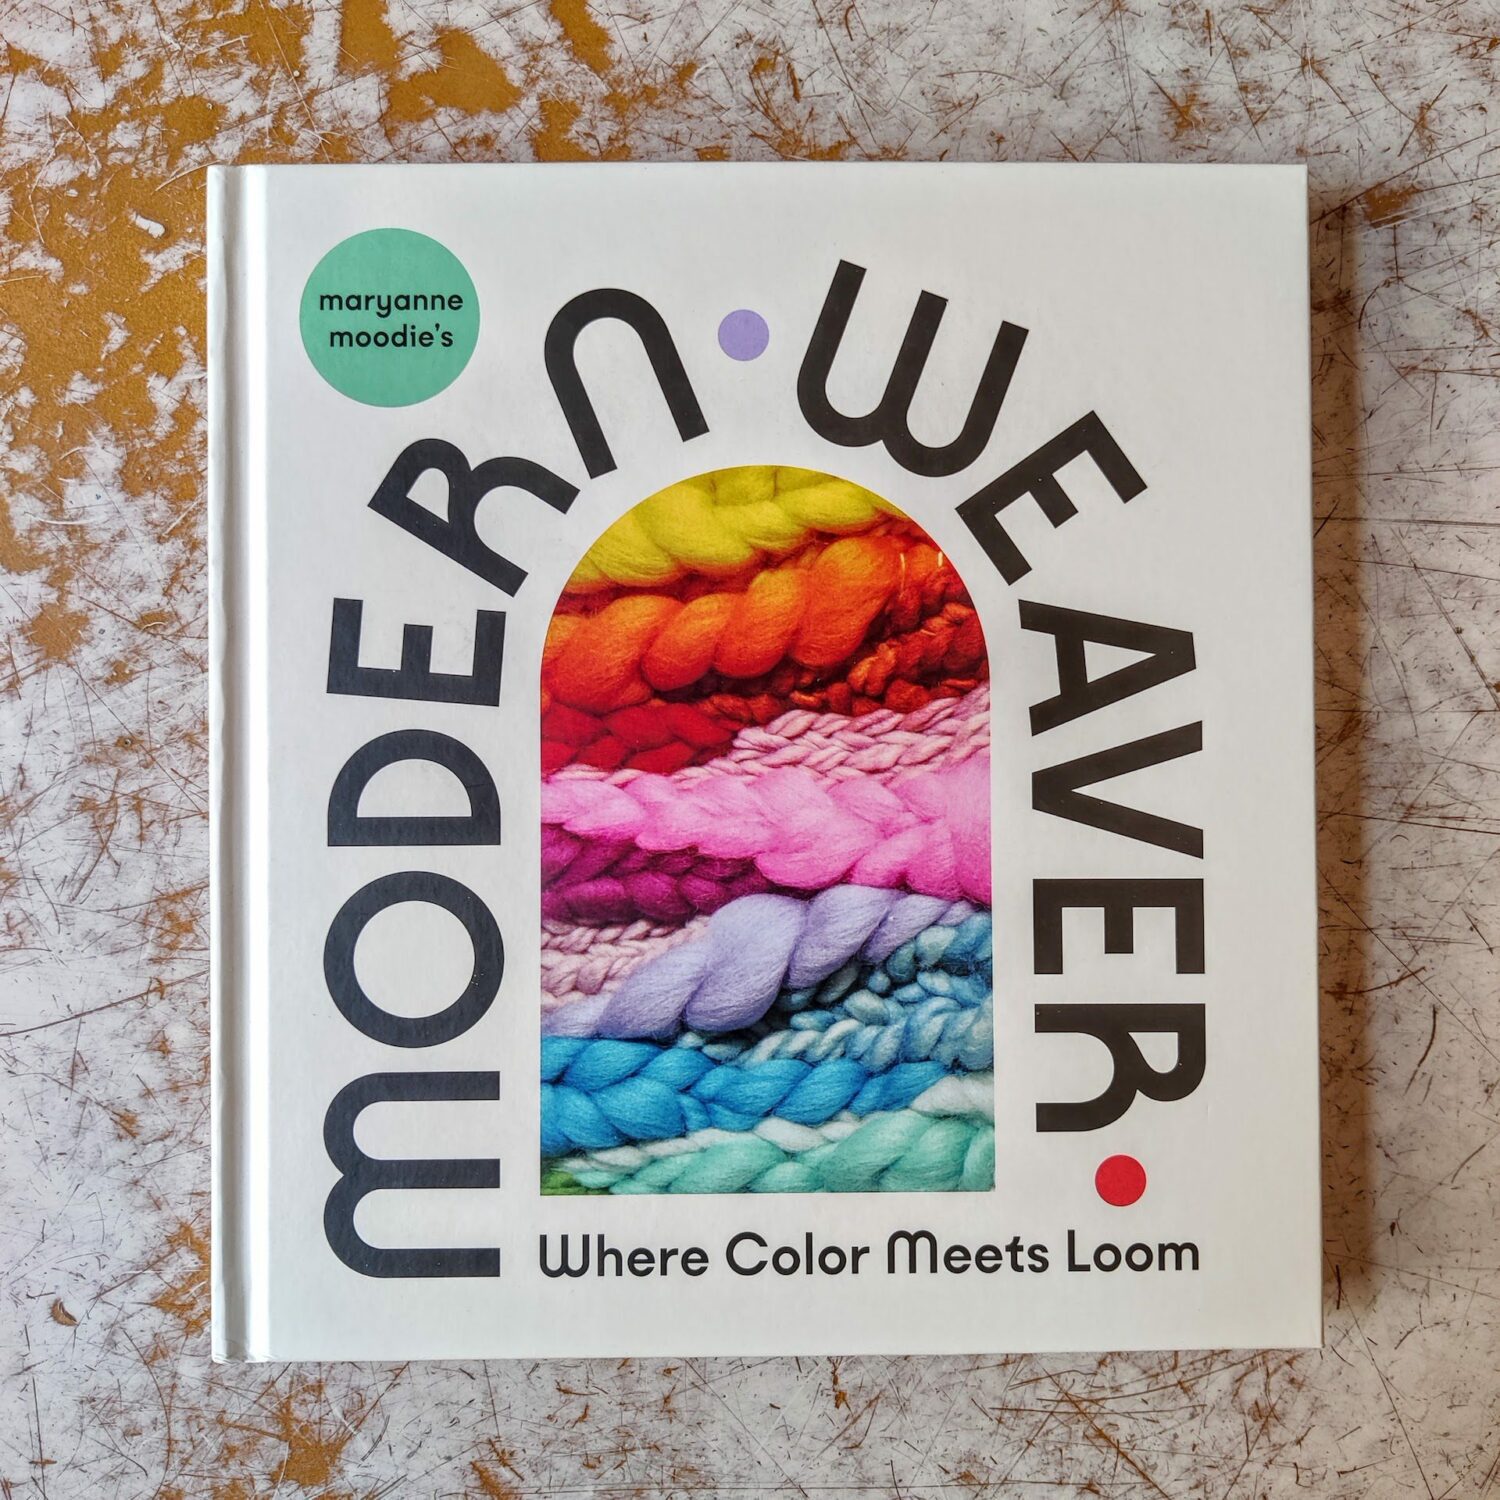 maryanne
moodie's
MODERN · WEAVER ·
Where Color Meets Loom